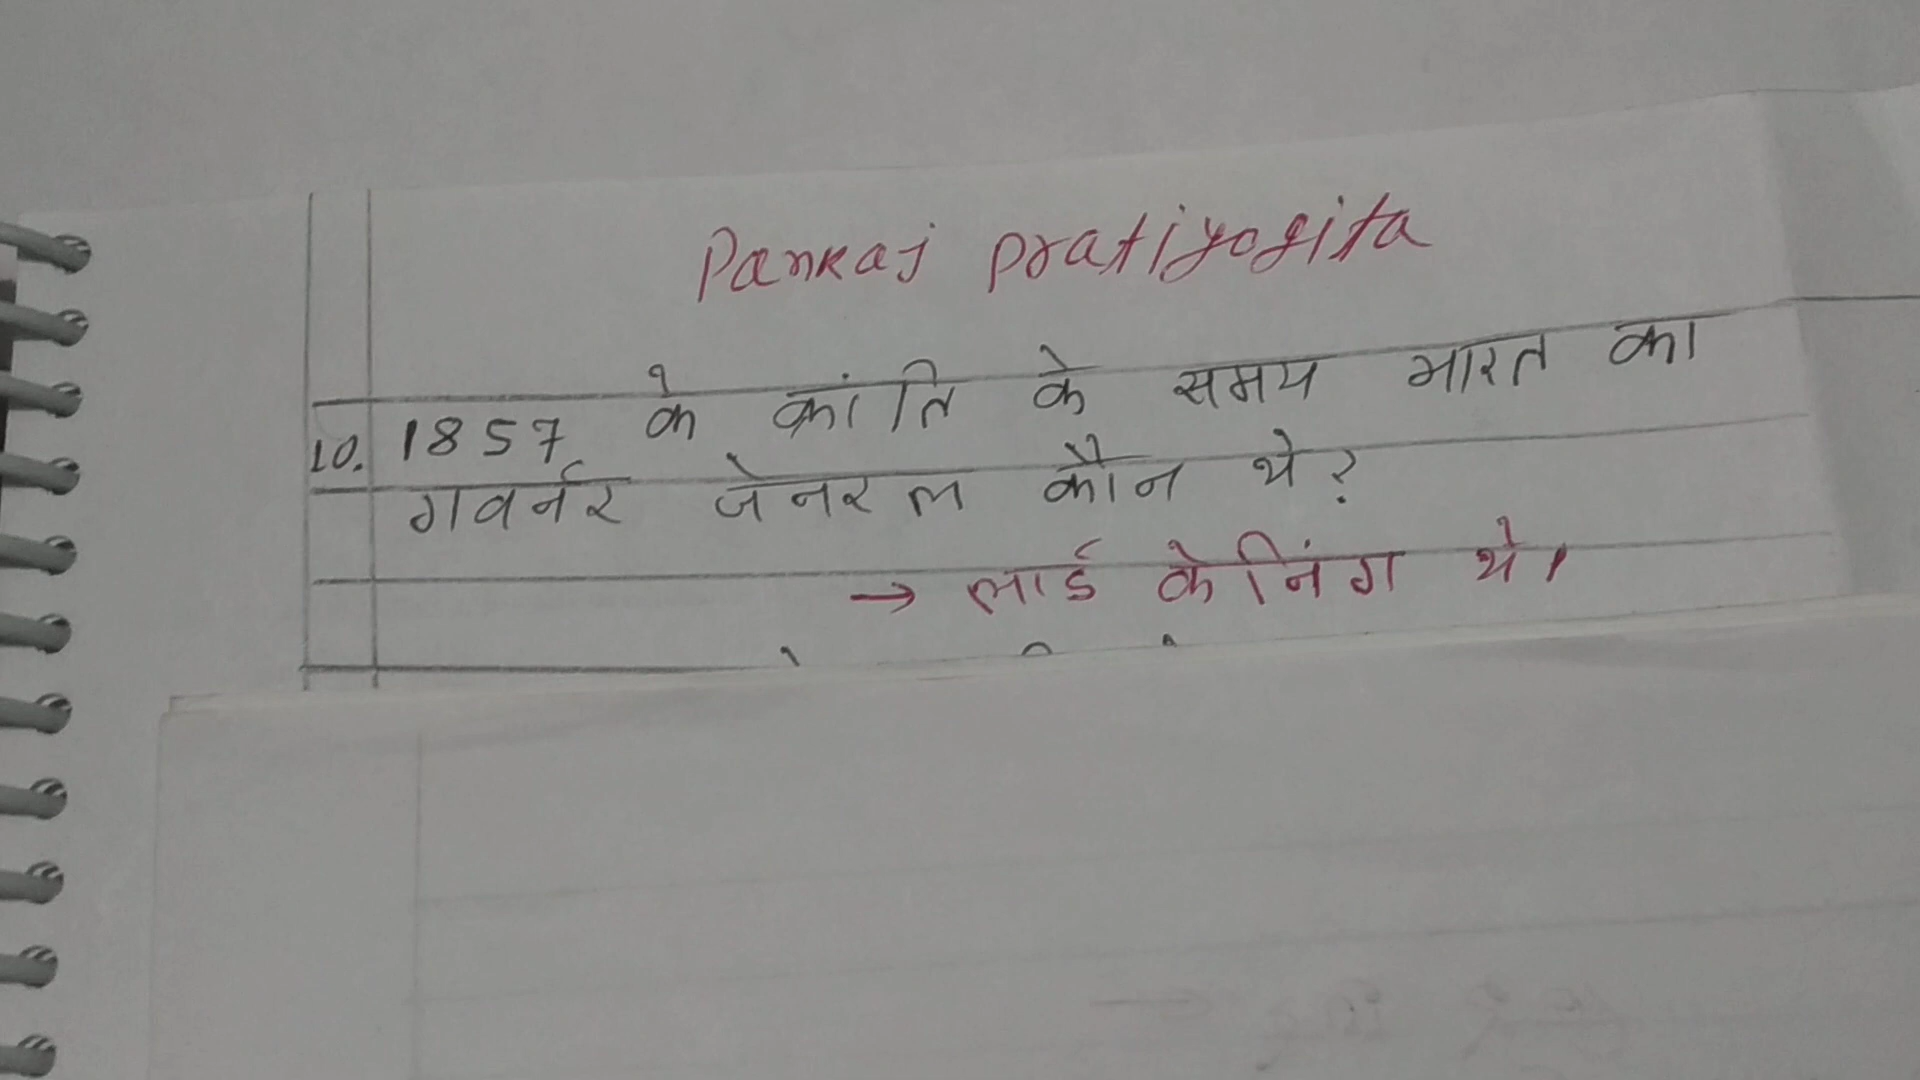 Pankaj pratiyogita
10. 1857 के क्रांति के समय भारत का
गवर्नर जेनरल कौन थे?
→ लार्ड केनिंग थे।